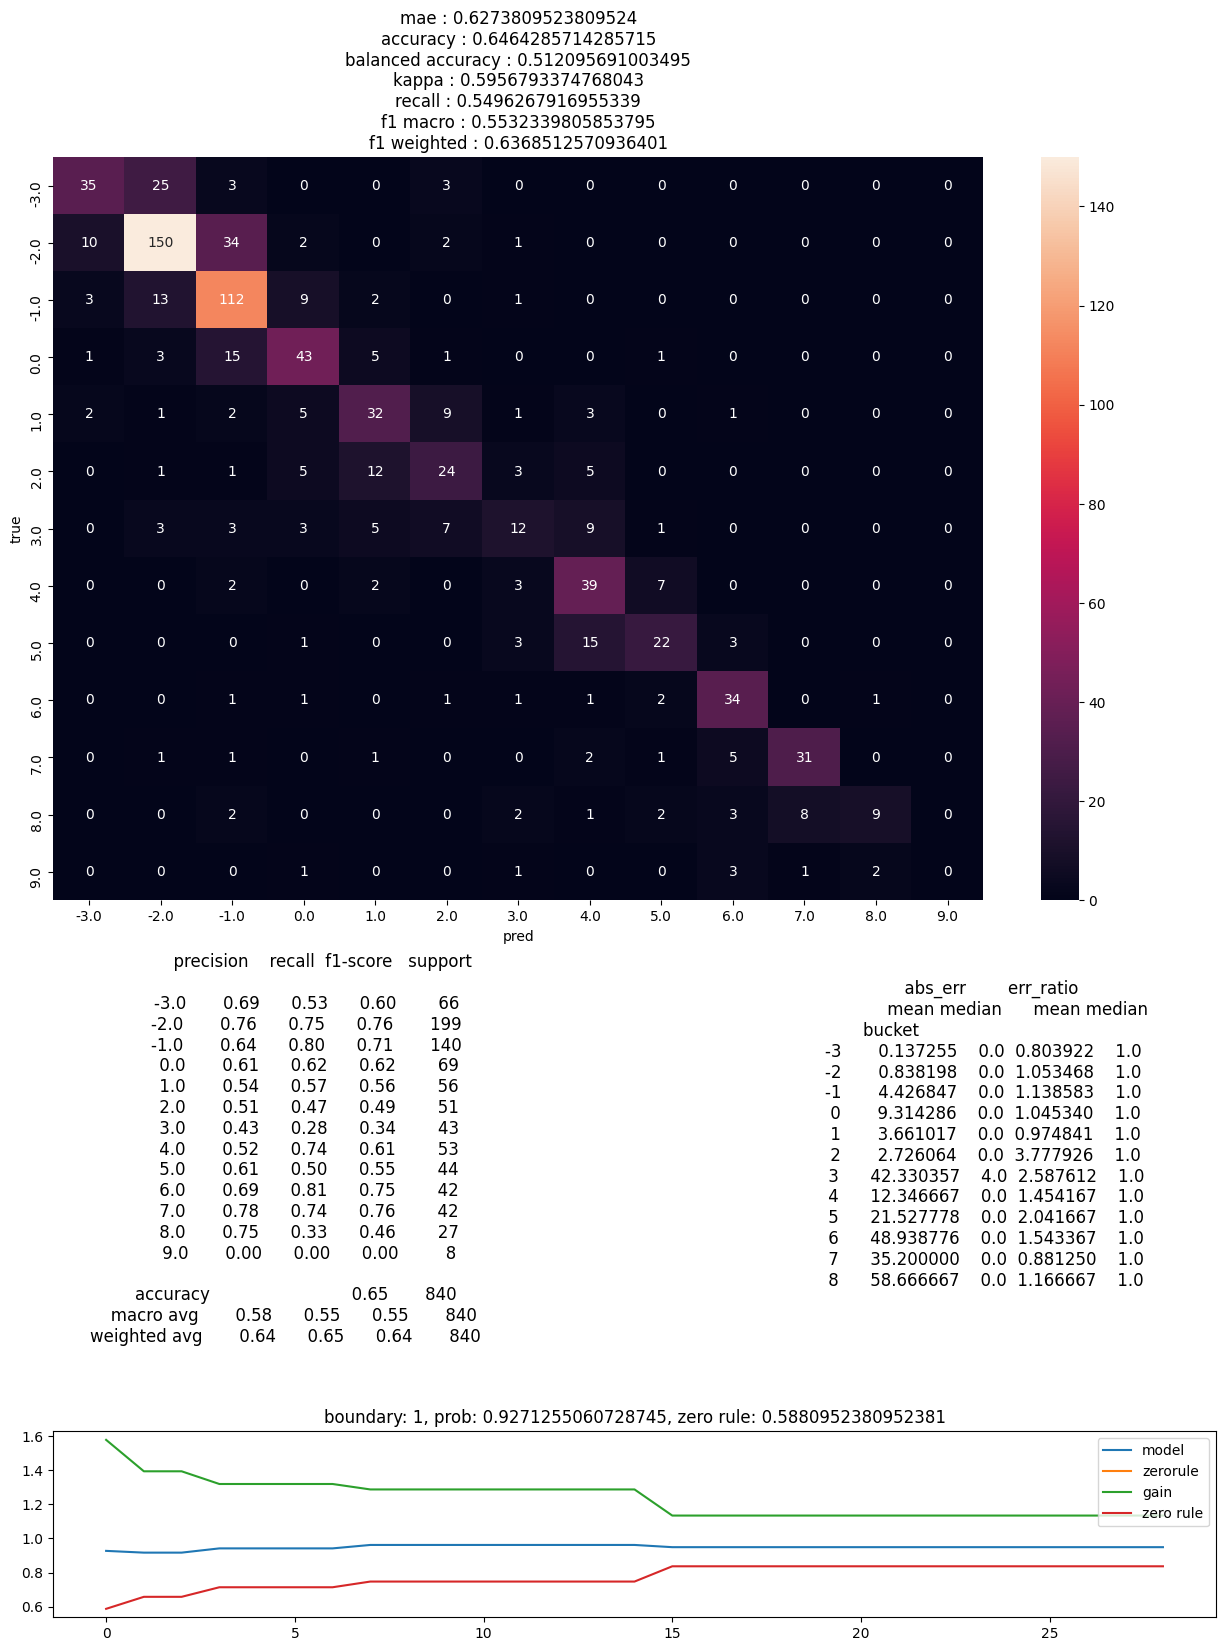 mae : 0.6273809523809524
accuracy : 0.6464285714285715
balanced accuracy : 0.512095691003495
kappa : 0.5956793374768043
recall : 0.5496267916955339
f1 macro : 0.5532339805853795
f1 weighted : 0.6368512570936401
-3.0 35 25 3 0 0 3 0 0 0 0 0 0 0
-2.0 10 150 34 2 0 2 1 0 0 0 0 0 0
-1.0 3 13 112 9 2 0 1 0 0 0 0 0 0
0.0 1 3 15 43 5 1 0 0 1 0 0 0 0
1.0 2 1 2 5 32 9 1 3 0 1 0 0 0
2.0 0 1 1 5 12 24 3 5 0 0 0 0 0
true
3.0 0 3 3 3 5 7 12 9 1 0 0 0 0
4.0 0 0 2 0 2 0 3 39 7 0 0 0 0
5.0 0 0 0 1 0 0 3 15 22 3 0 0 0
6.0 0 0 1 1 0 1 1 1 2 34 0 1 0
7.0 0 1 1 0 1 0 0 2 1 5 31 0 0
8.0 0 0 2 0 0 0 2 1 2 3 8 9 0
9.0 0 0 0 1 0 0 1 0 0 3 1 2 0
-3.0 -2.0 -1.0 0.0 1.0 2.0 3.0 4.0 5.0 6.0 7.0 8.0 9.0
pred
140
120
100
80
60
40
20
0
precision recall f1-score support
-3.0 0.69 0.53 0.60 66
-2.0 0.76 0.75 0.76 199
-1.0 0.64 0.80 0.71 140
0.0 0.61 0.62 0.62 69
1.0 0.54 0.57 0.56 56
2.0 0.51 0.47 0.49 51
3.0 0.43 0.28 0.34 43
4.0 0.52 0.74 0.61 53
5.0 0.61 0.50 0.55 44
6.0 0.69 0.81 0.75 42
7.0 0.78 0.74 0.76 42
8.0 0.75 0.33 0.46 27
9.0 0.00 0.00 0.00 8
accuracy 0.65 840
macro avg 0.58 0.55 0.55 840
weighted avg 0.64 0.65 0.64 840
abs_err err_ratio
mean median mean median
bucket
-3 0.137255 0.0 0.803922 1.0
-2 0.838198 0.0 1.053468 1.0
-1 4.426847 0.0 1.138583 1.0
0 9.314286 0.0 1.045340 1.0
1 3.661017 0.0 0.974841 1.0
2 2.726064 0.0 3.777926 1.0
3 42.330357 4.0 2.587612 1.0
4 12.346667 0.0 1.454167 1.0
5 21.527778 0.0 2.041667 1.0
6 48.938776 0.0 1.543367 1.0
7 35.200000 0.0 0.881250 1.0
8 58.666667 0.0 1.166667 1.0
boundary: 1, prob: 0.9271255060728745, zero rule: 0.5880952380952381
1.6
1.4
1.2
1.0
0.8
0.6
model
zerorule
gain
zero rule
0 5 10 15 20 25